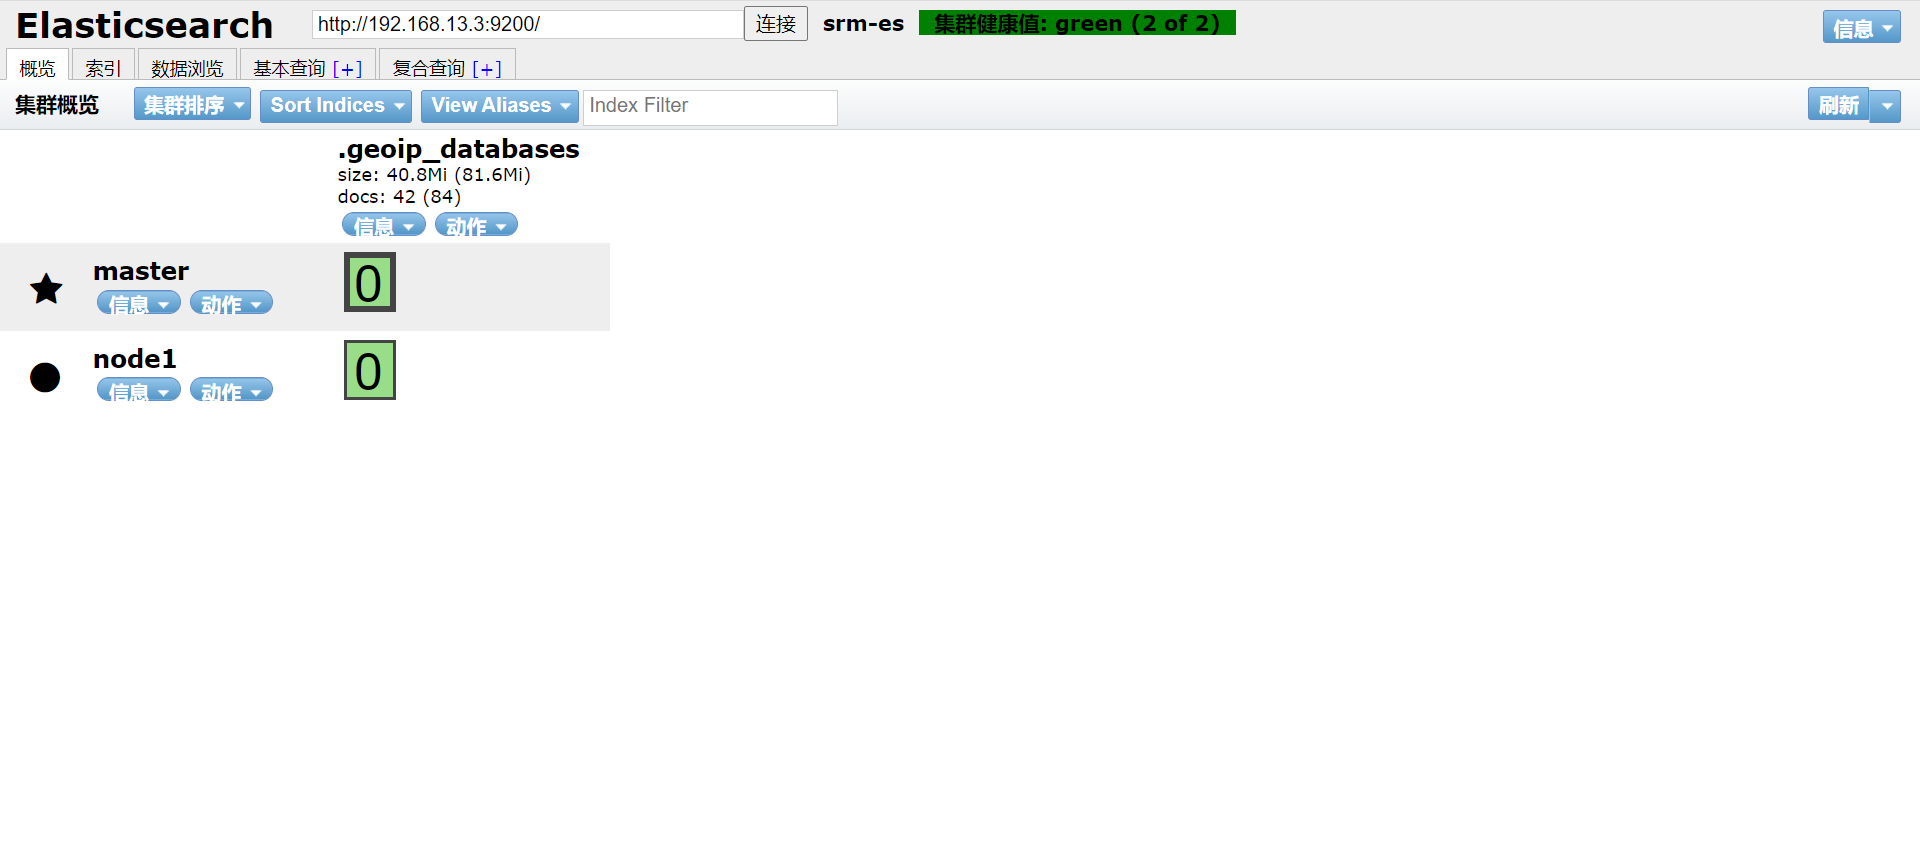 Elasticsearch http://192.168.13.3:9200/ 连接 srm-es 集群健康值: green (2 of 2) 信息
概览 索引 数据浏览 基本查询 [+] 复合查询 [+]
集群概览 集群排序 Sort Indices View Aliases Index Filter 刷新
.geoip_databases
size: 40.8Mi (81.6Mi)
docs: 42 (84)
信息 动作
master 0
信息 动作
node1 0
信息 动作